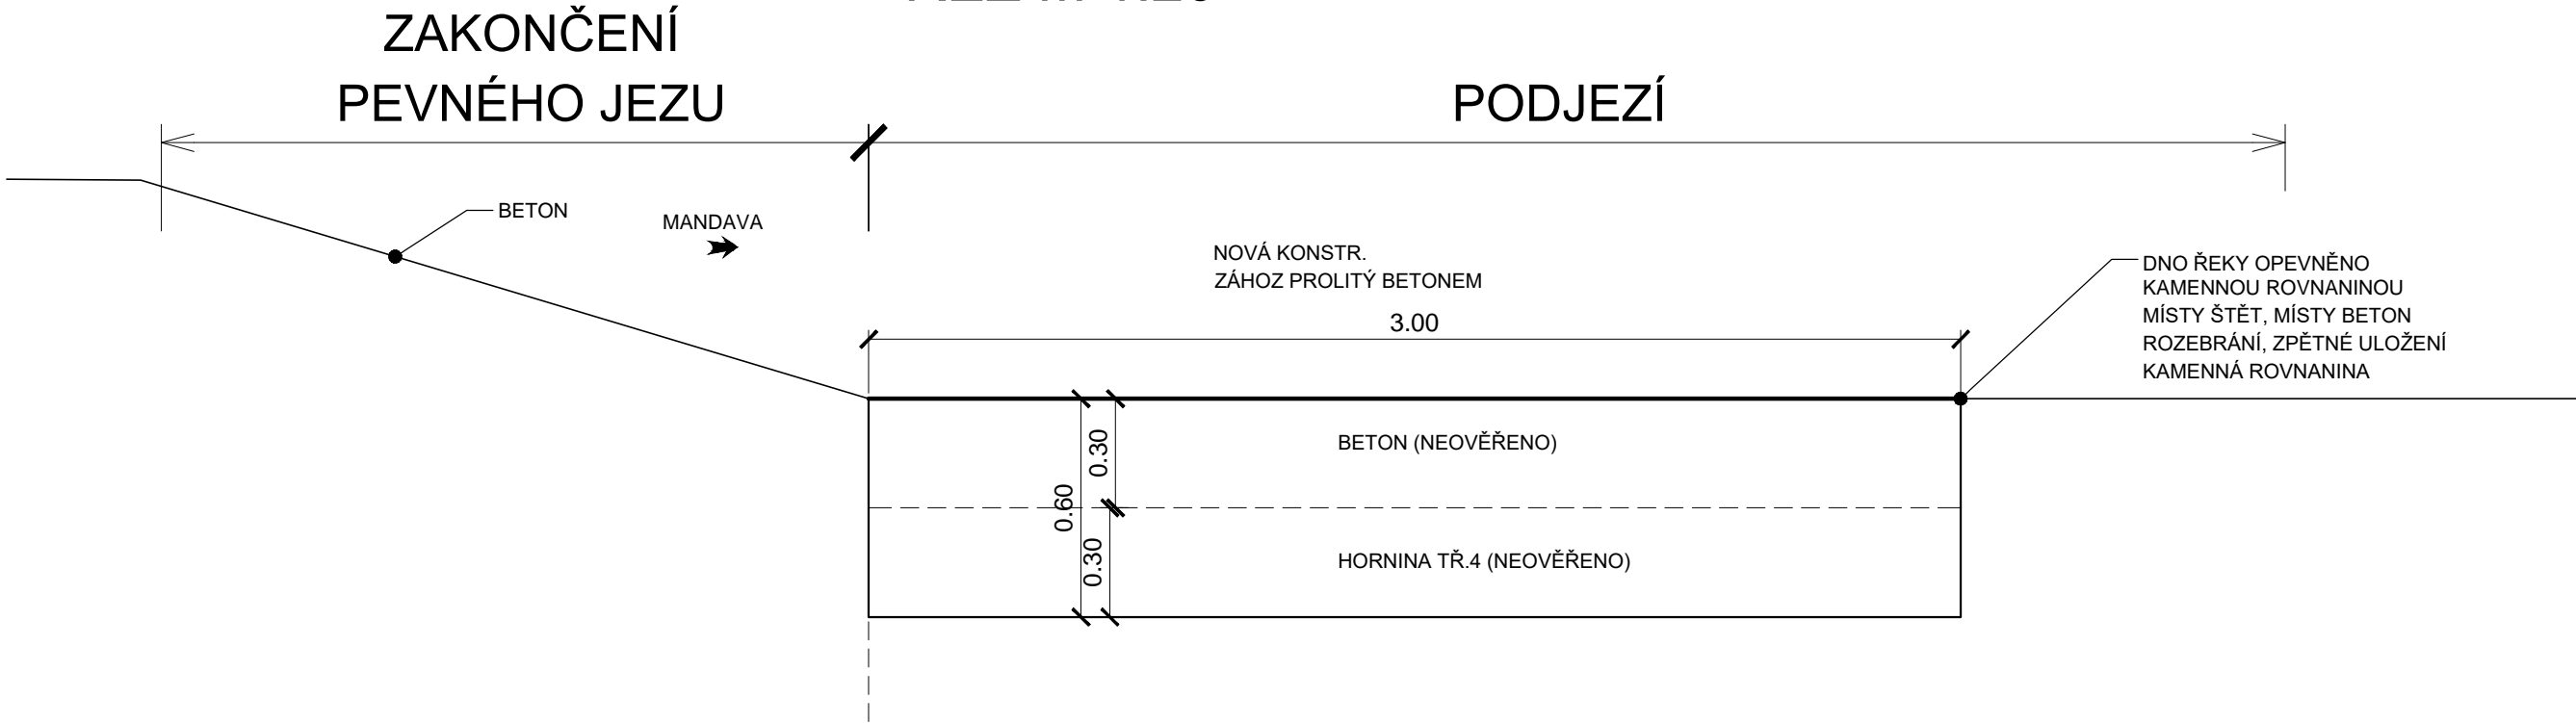 ZAKONČENÍ
PEVNÉHO JEZU
PODJEZÍ
BETON
MANDAVA
NOVÁ KONSTR.
ZÁHOZ PROLITÝ BETONEM
3.00
DNO ŘEKY OPEVNĚNO
KAMENNOU ROVNANINOU
MÍSTY ŠTĚT, MÍSTY BETON
ROZEBRÁNÍ, ZPĚTNÉ ULOŽENÍ
KAMENNÁ ROVNANINA
0.30
BETON (NEOVĚŘENO)
0.60
0.30
HORNINA TŘ.4 (NEOVĚŘENO)